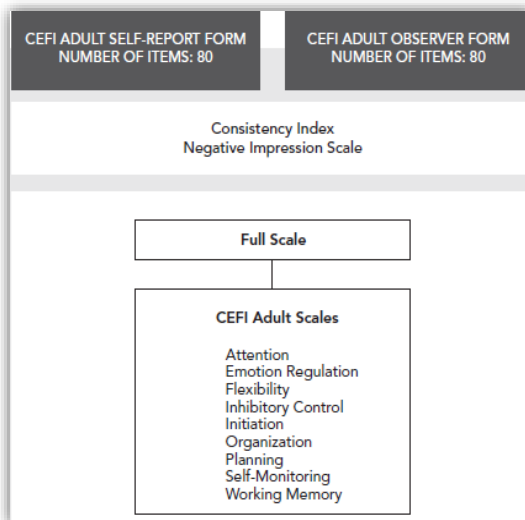 CEFI ADULT SELF-REPORT FORM
NUMBER OF ITEMS: 80
CEFI ADULT OBSERVER FORM
NUMBER OF ITEMS: 80
Consistency Index
Negative Impression Scale
Full Scale
CEFI Adult Scales
Attention
Emotion Regulation
Flexibility
Inhibitory Control
Initiation
Organization
Planning
Self-Monitoring
Working Memory